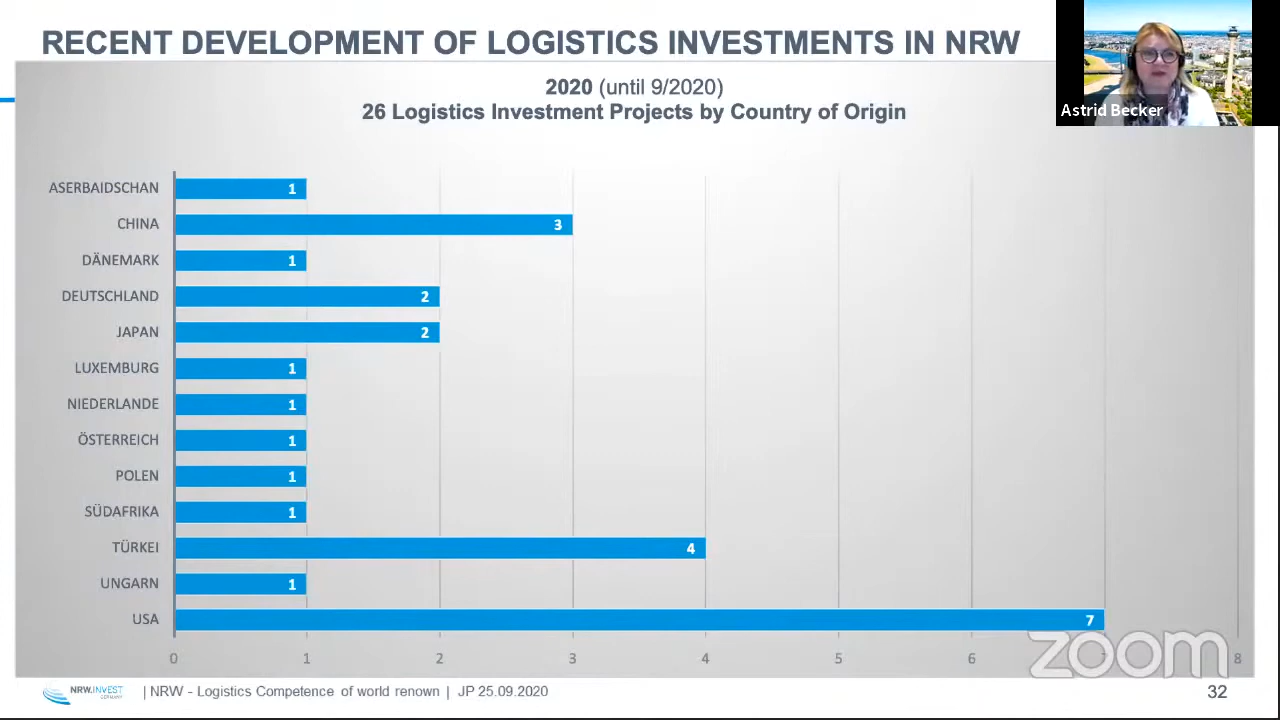 RECENT DEVELOPMENT OF LOGISTICS INVESTMENTS IN NRW
Astrid Becker
2020 (until 9/2020)
26 Logistics Investment Projects by Country of Origin
ASERBAIDSCHAN 1
CHINA 3
DÄNEMARK 1
DEUTSCHLAND 2
JAPAN 2
LUXEMBURG 1
NIEDERLANDE 1
ÖSTERREICH 1
POLEN 1
SÜDAFRIKA 1
TÜRKEI 4
UNGARN 1
USA 7
0 1 2 3 4 5 6 7 8
zoom
NRW.INVEST
GERMANY
| NRW - Logistics Competence of world renown | JP 25.09.2020
32